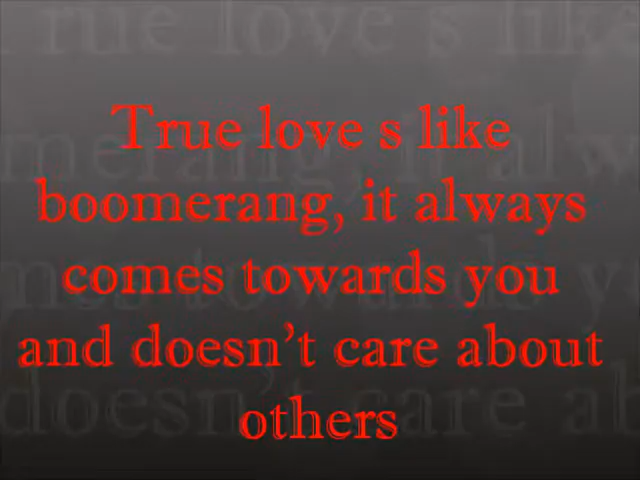 True love s like
boomerang, it always
comes towards you
and doesn't care about
others